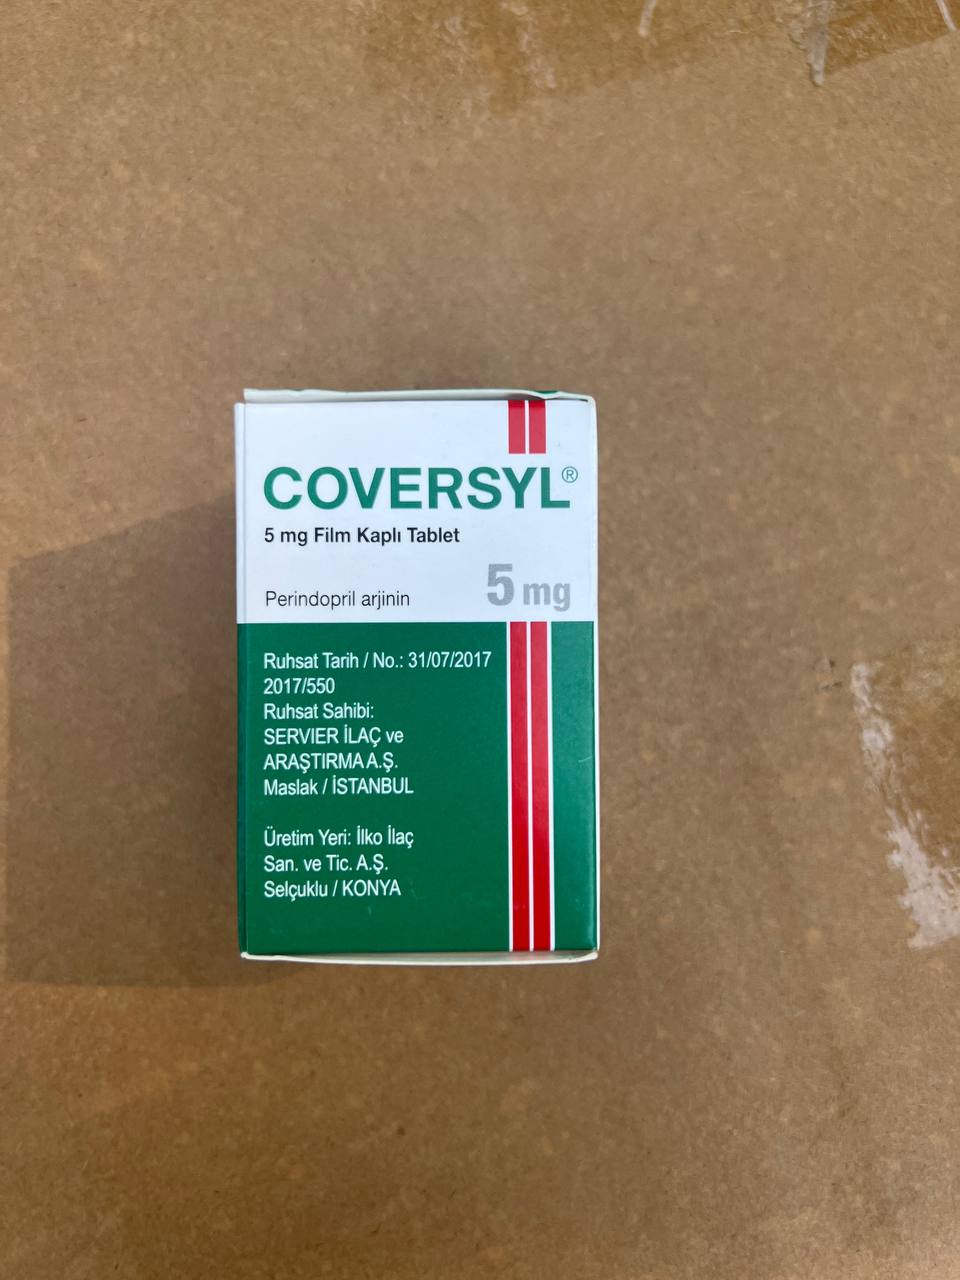 COVERSYL®
5 mg Film Kaplı Tablet
Perindopril arjinin
5 mg
Ruhsat Tarih / No.: 31/07/2017
2017/550
Ruhsat Sahibi:
SERVIER İLAÇ ve
ARAŞTIRMA A.Ş.
Maslak / İSTANBUL
Üretim Yeri: İlko İlaç
San. ve Tic. A.Ş.
Selçuklu / KONYA